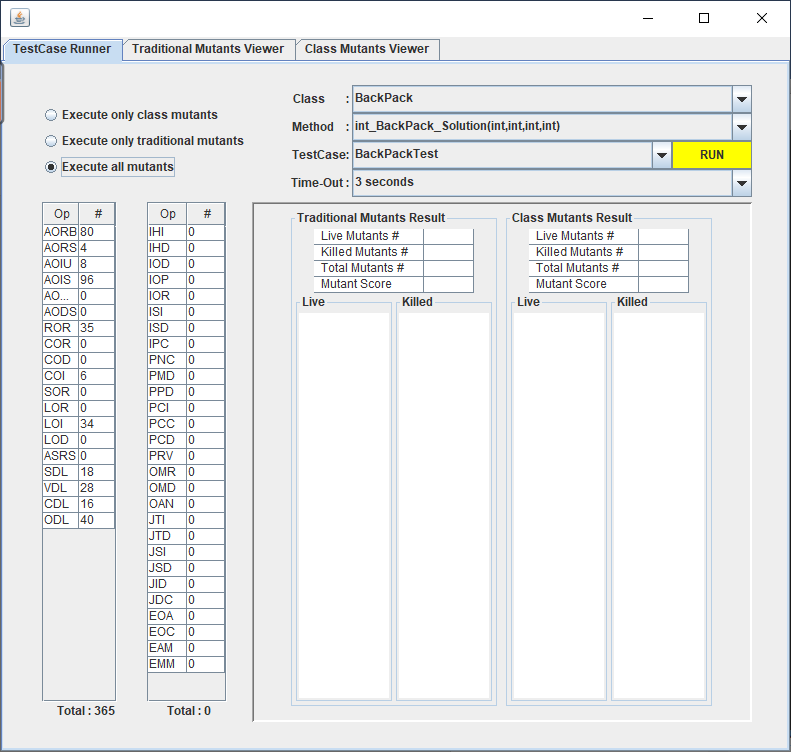 TestCase Runner Traditional Mutants Viewer Class Mutants Viewer
Execute only class mutants
Execute only traditional mutants
Execute all mutants
Class : BackPack
Method : int_BackPack_Solution(int,int,int,int)
TestCase: BackPackTest RUN
Time-Out : 3 seconds
Op #
AORB 80
AORS 4
AOIU 8
AOIS 96
AO... 0
AODS 0
ROR 35
COR 0
COD 0
COI 6
SOR 0
LOR 0
LOI 34
LOD 0
ASRS 0
SDL 18
VDL 28
CDL 16
ODL 40
Total : 365
Op #
IHI 0
IHD 0
IOD 0
IOP 0
IOR 0
ISI 0
ISD 0
IPC 0
PNC 0
PMD 0
PPD 0
PCI 0
PCC 0
PCD 0
PRV 0
OMR 0
OMD 0
OAN 0
JTI 0
JTD 0
JSI 0
JSD 0
JID 0
JDC 0
EOA 0
EOC 0
EAM 0
EMM 0
Total : 0
Traditional Mutants Result
Live Mutants #
Killed Mutants #
Total Mutants #
Mutant Score
Live Killed
Class Mutants Result
Live Mutants #
Killed Mutants #
Total Mutants #
Mutant Score
Live Killed